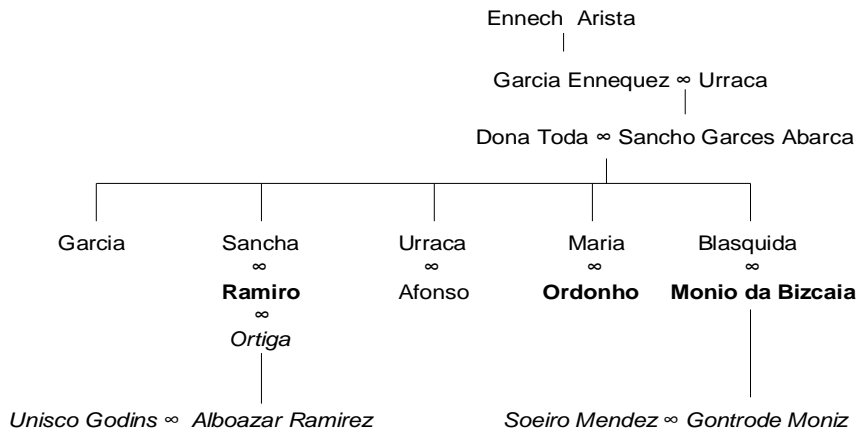 Ennech Arista
Garcia Ennequez ∞ Urraca
Dona Toda ∞ Sancho Garces Abarca
Garcia Sancha Urraca Maria Blasquida
∞ ∞ ∞ ∞
Ramiro Afonso Ordonho Monio da Bizcaia
∞
Ortiga
Unisco Godins ∞ Alboazar Ramirez Soeiro Mendez ∞ Gontrode Moniz